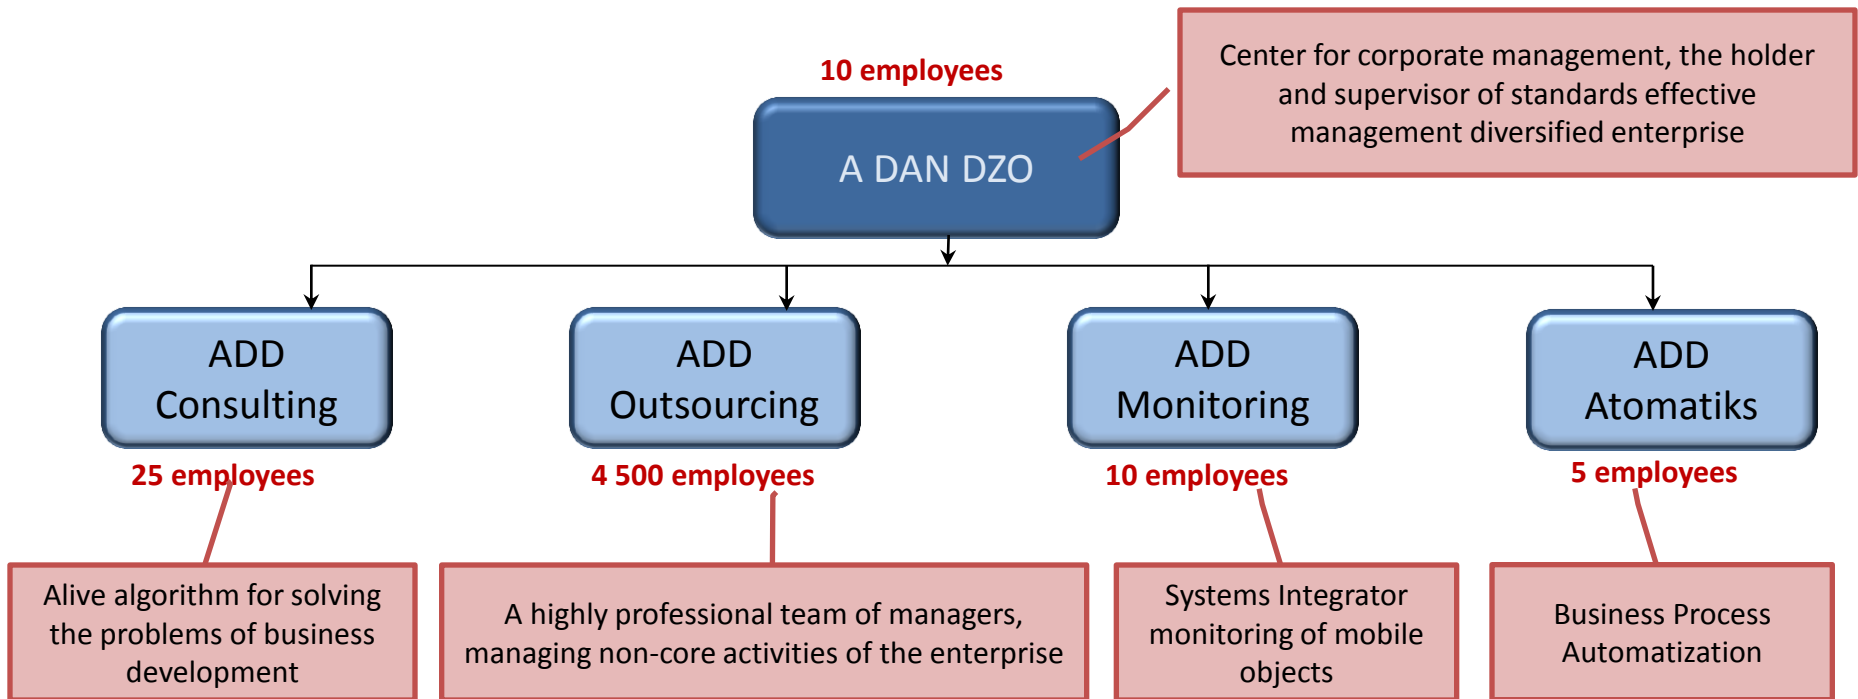 10 employees
Center for corporate management, the holder
and supervisor of standards effective
management diversified enterprise
A DAN DZO
ADD
Consulting
ADD
Outsourcing
ADD
Monitoring
ADD
Atomatiks
25 employees
4 500 employees
10 employees
5 employees
Alive algorithm for solving
the problems of business
development
A highly professional team of managers,
managing non-core activities of the enterprise
Systems Integrator
monitoring of mobile
objects
Business Process
Automatization